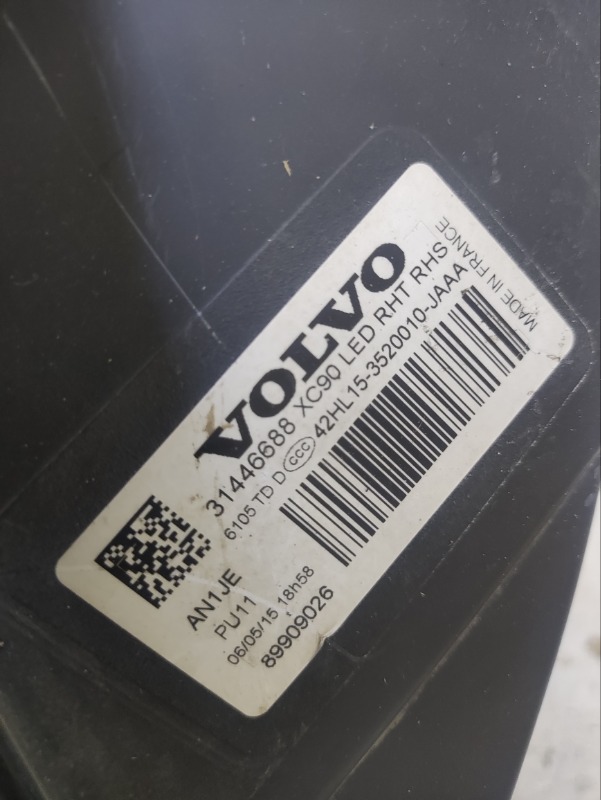 VOLVO
MADE IN FRANCE
31446688 XC90 LED RHT RHS
6105 TD D CCC 42HL15-3520010-JAAA
AN1JE
PU11
06/05/15 18h58
89909026